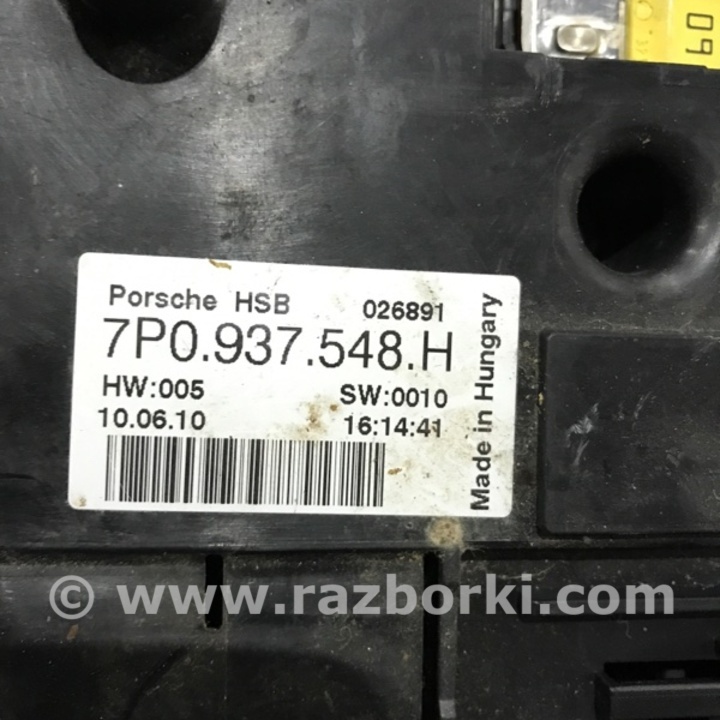 60
Porsche HSB 026891
7P0.937.548.H
HW:005 SW:0010
10.06.10 16:14:41
Made in Hungary
© www.razborki.com